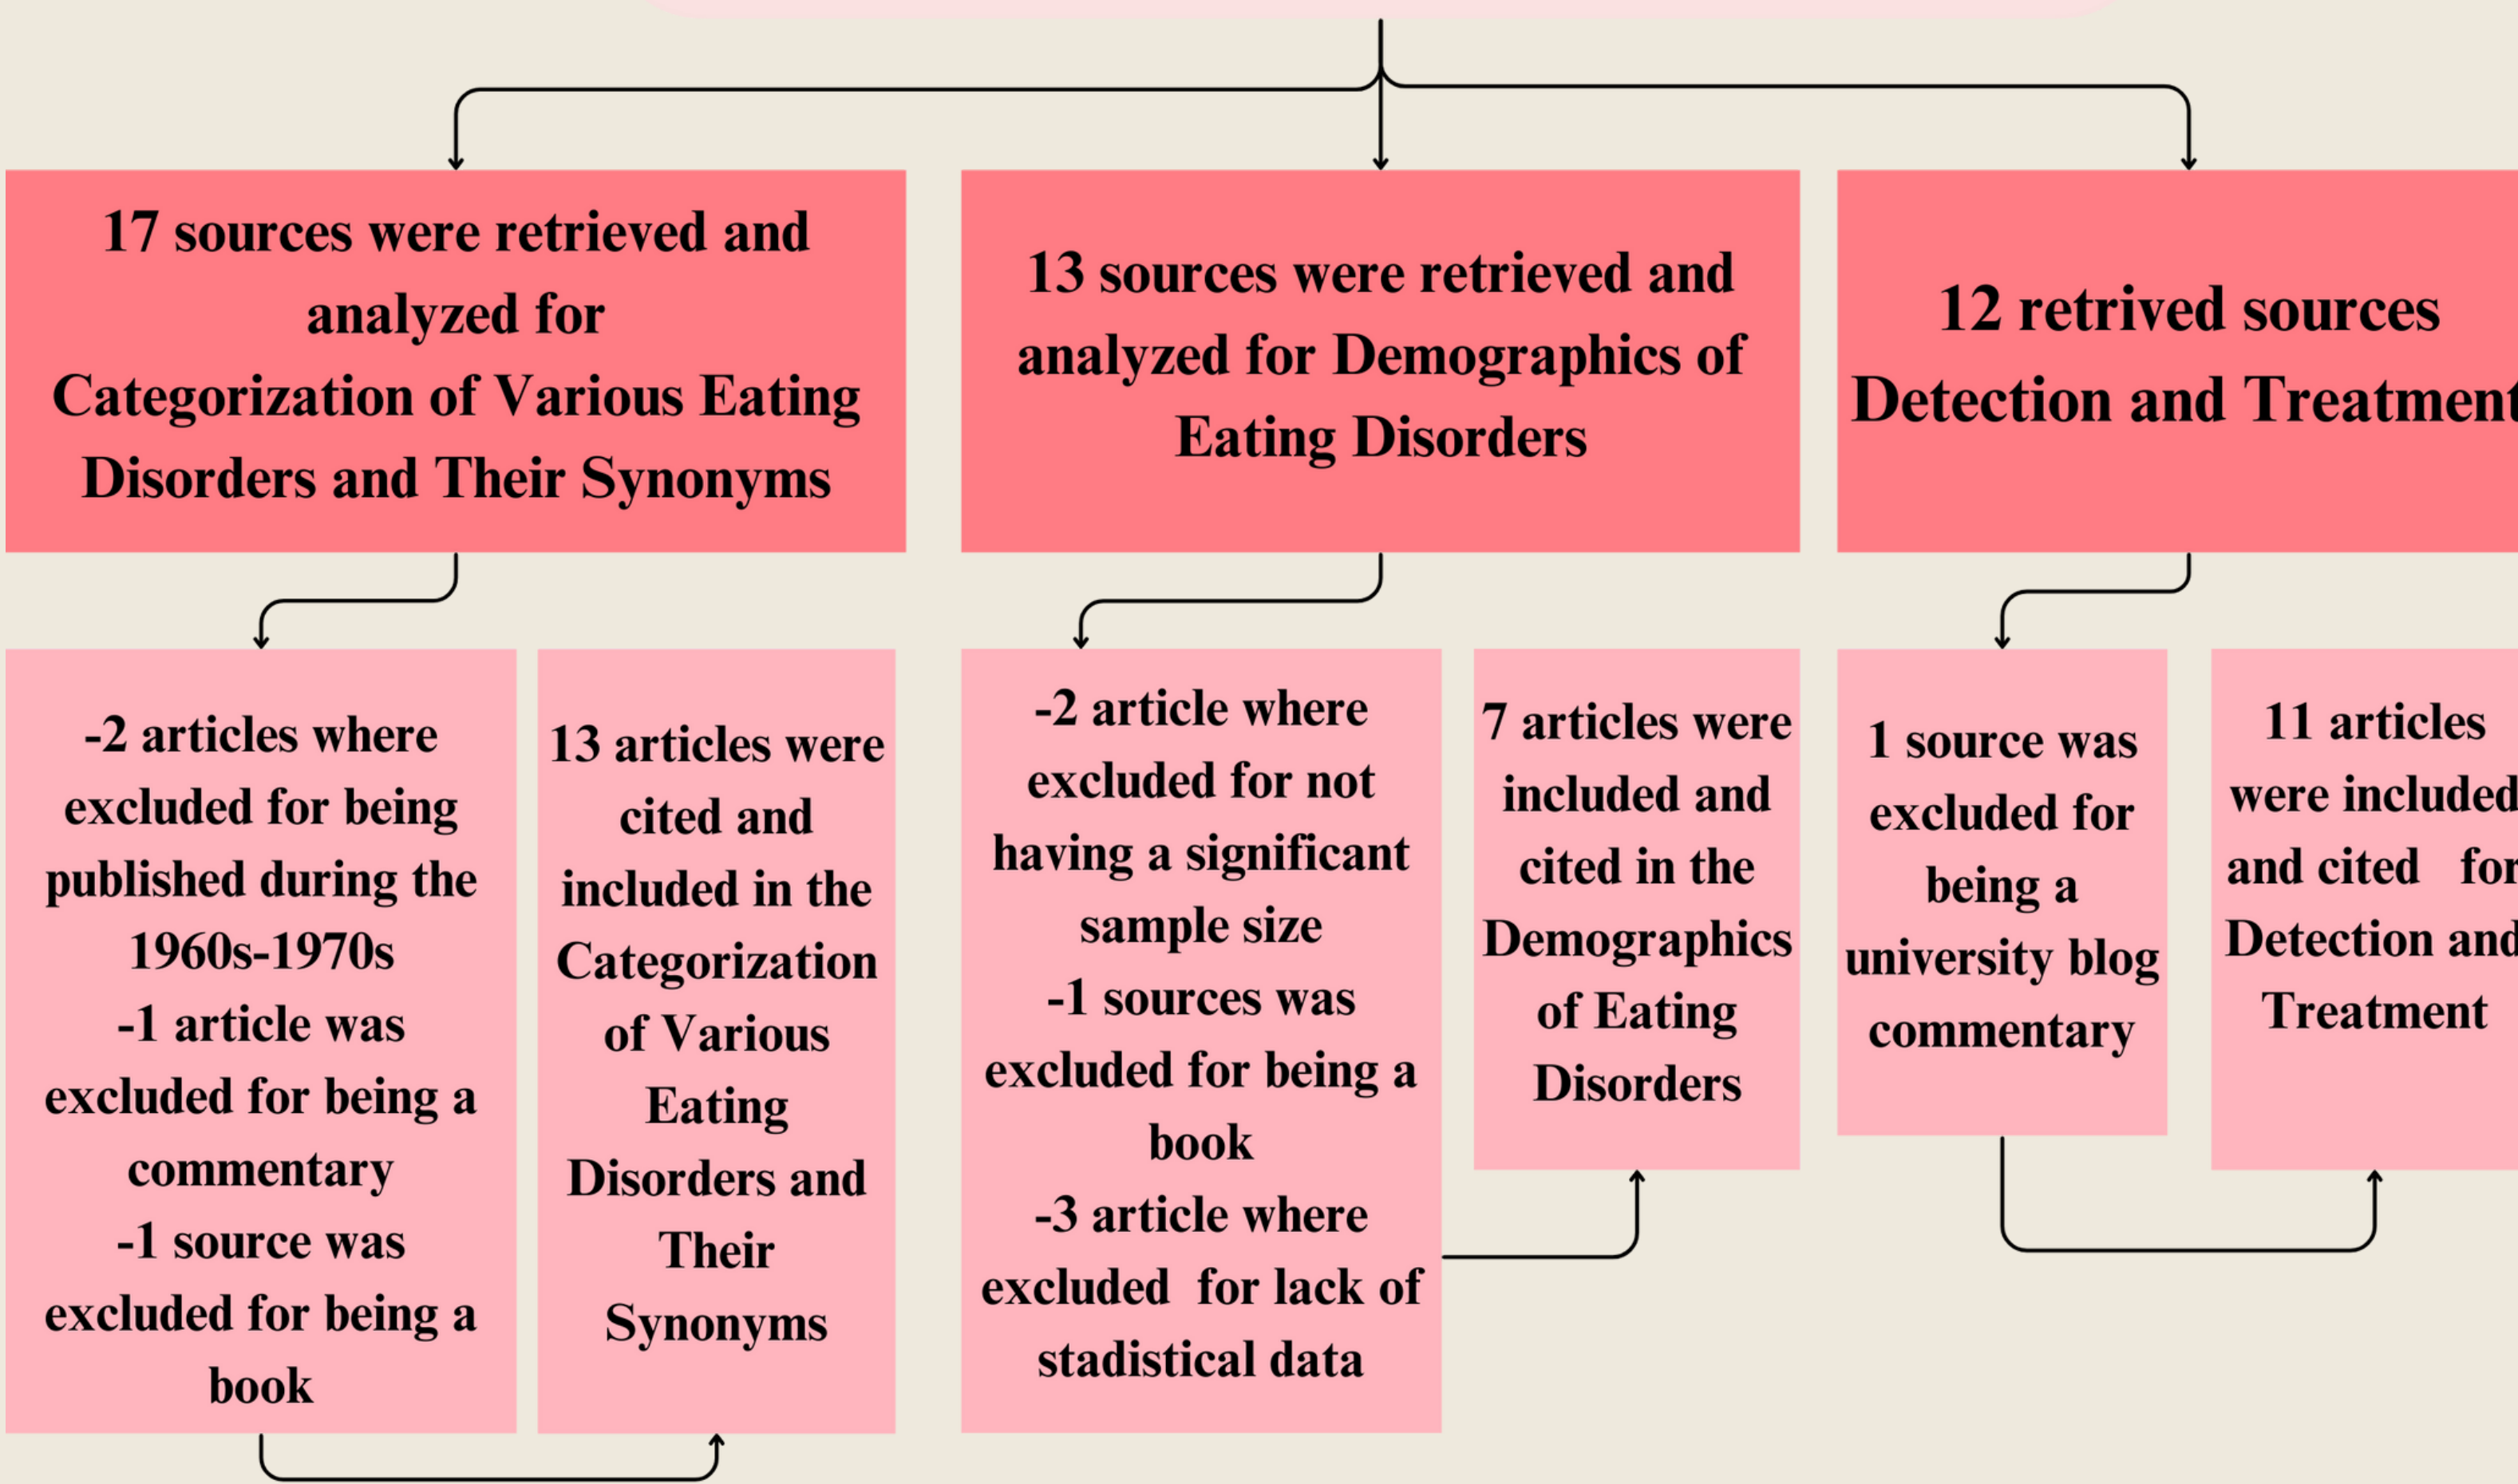 17 sources were retrieved and
analyzed for
Categorization of Various Eating
Disorders and Their Synonyms
13 sources were retrieved and
analyzed for Demographics of
Eating Disorders
12 retrived sources
Detection and Treatment
-2 articles where
excluded for being
published during the
1960s-1970s
-1 article was
excluded for being a
commentary
-1 source was
excluded for being a
book
13 articles were
cited and
included in the
Categorization
of Various
Eating
Disorders and
Their
Synonyms
-2 article where
excluded for not
having a significant
sample size
-1 sources was
excluded for being a
book
-3 article where
excluded for lack of
stadistical data
7 articles were
included and
cited in the
Demographics
of Eating
Disorders
1 source was
excluded for
being a
university blog
commentary
11 articles
were included
and cited for
Detection and
Treatment